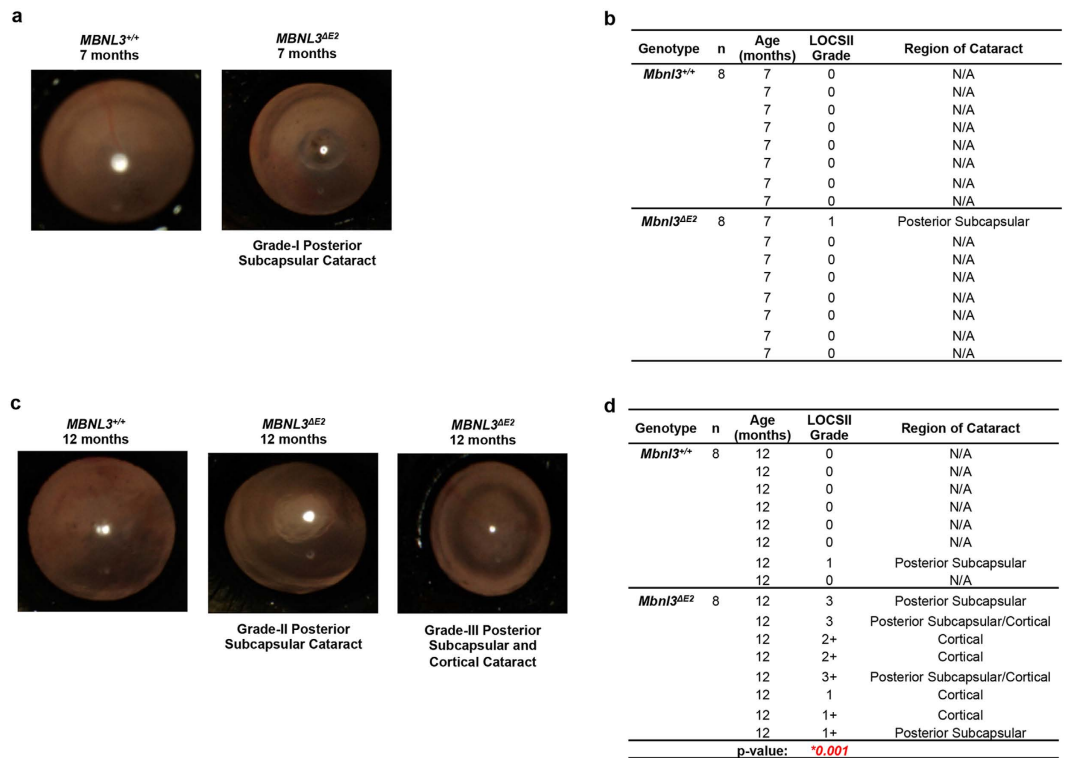 a
MBNL3+/+
7 months
MBNL3ΔE2
7 months
Grade-I Posterior
Subcapsular Cataract
b
Genotype n Age (months) LOCSII Grade Region of Cataract
Mbnl3+/+ 8 7 0 N/A
7 0 N/A
7 0 N/A
7 0 N/A
7 0 N/A
7 0 N/A
7 0 N/A
7 0 N/A
Mbnl3ΔE2 8 7 1 Posterior Subcapsular
7 0 N/A
7 0 N/A
7 0 N/A
7 0 N/A
7 0 N/A
7 0 N/A
7 0 N/A
c
MBNL3+/+
12 months
MBNL3ΔE2
12 months
MBNL3ΔE2
12 months
Grade-II Posterior
Subcapsular Cataract
Grade-III Posterior
Subcapsular and
Cortical Cataract
d
Genotype n Age (months) LOCSII Grade Region of Cataract
Mbnl3+/+ 8 12 0 N/A
12 0 N/A
12 0 N/A
12 0 N/A
12 0 N/A
12 0 N/A
12 1 Posterior Subcapsular
12 0 N/A
Mbnl3ΔE2 8 12 3 Posterior Subcapsular
12 3 Posterior Subcapsular/Cortical
12 2+ Cortical
12 2+ Cortical
12 3+ Posterior Subcapsular/Cortical
12 1 Cortical
12 1+ Cortical
12 1+ Posterior Subcapsular
p-value: *0.001